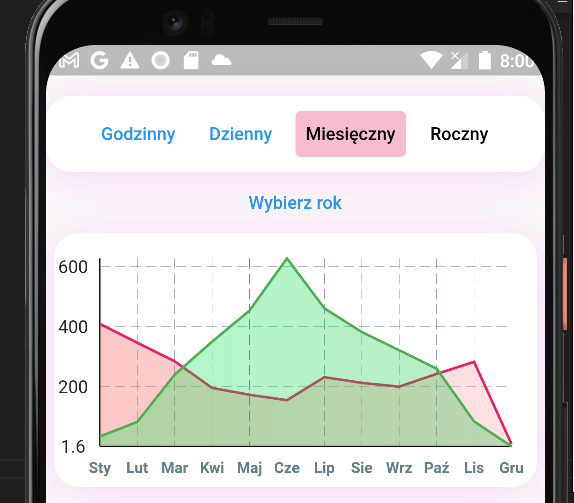 8:00
Godzinny Dzienny Miesięczny Roczny
Wybierz rok
600
400
200
1.6
Sty Lut Mar Kwi Maj Cze Lip Sie Wrz Paź Lis Gru